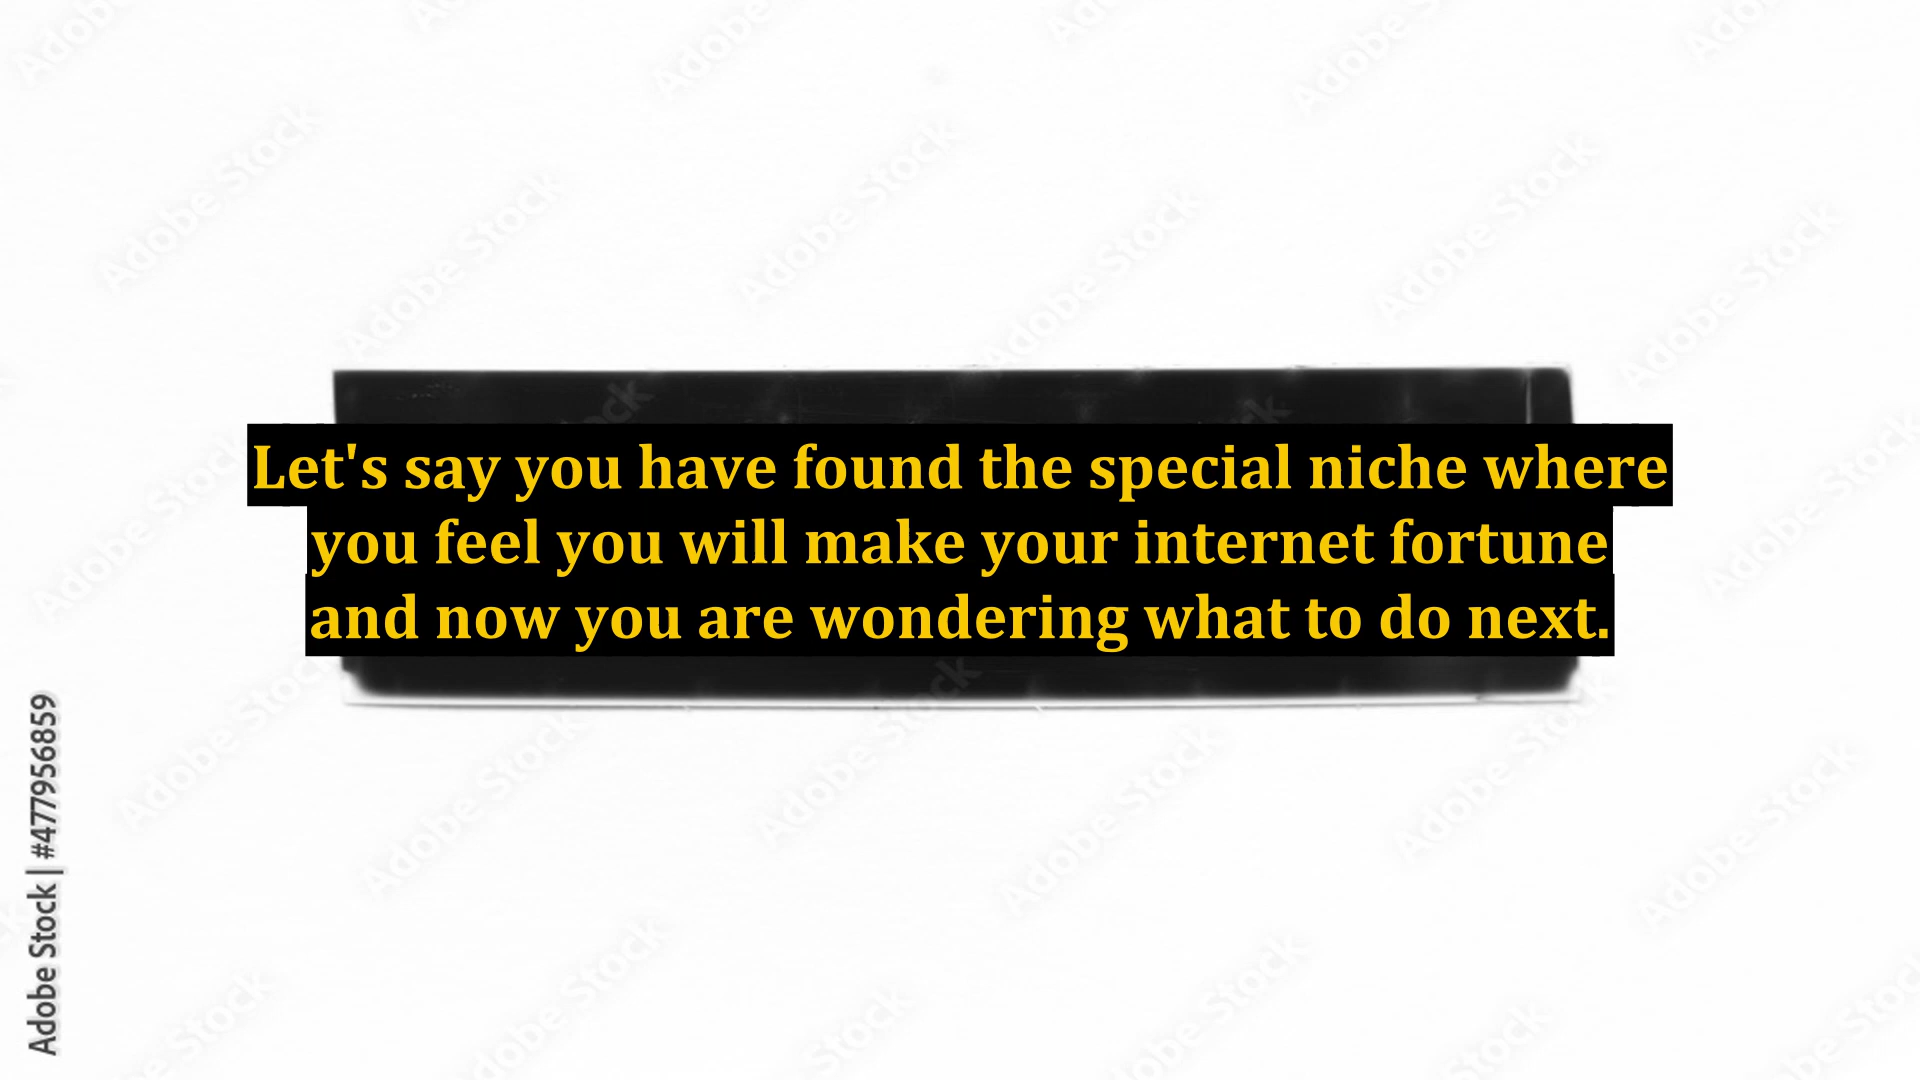 Let's say you have found the special niche where
you feel you will make your internet fortune
and now you are wondering what to do next.
Adobe Stock | #477956859